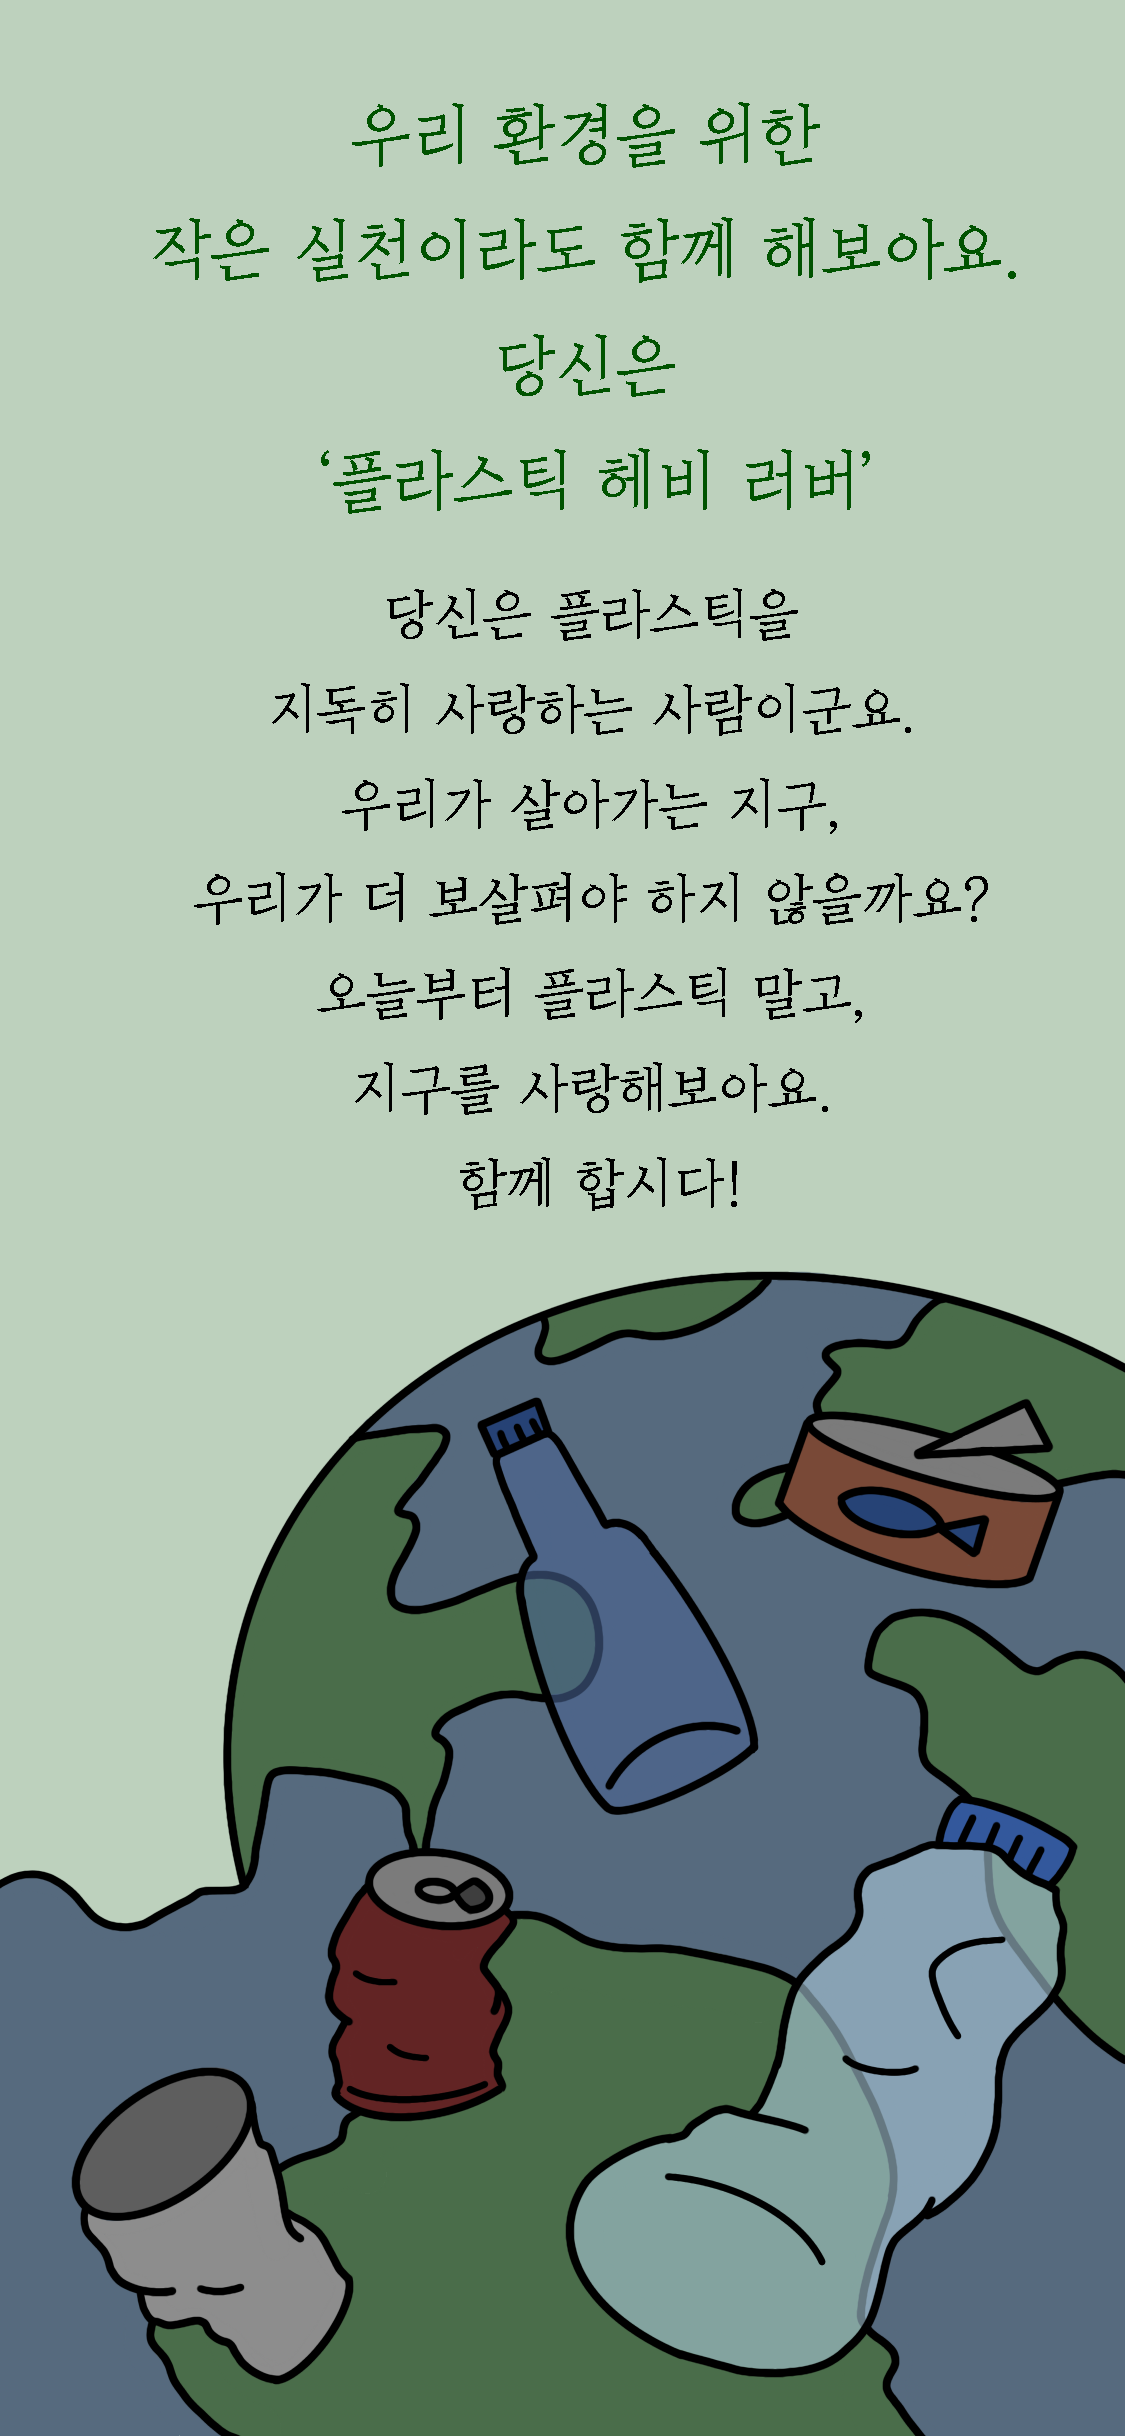 우리 환경을 위한
작은 실천이라도 함께 해보아요.
당신은
‘플라스틱 헤비 러버’
당신은 플라스틱을
지독히 사랑하는 사람이군요.
우리가 살아가는 지구,
우리가 더 보살펴야 하지 않을까요?
오늘부터 플라스틱 말고,
지구를 사랑해보아요.
함께 합시다!